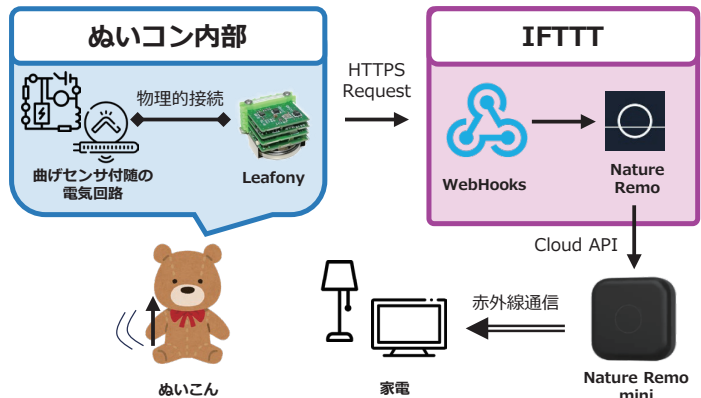 ぬいコン内部
IFTTT
物理的接続
HTTPS
Request
曲げセンサ付随の
電気回路
Leafony
WebHooks
Nature
Remo
Cloud API
赤外線通信
ぬいこん
家電
Nature Remo
mini